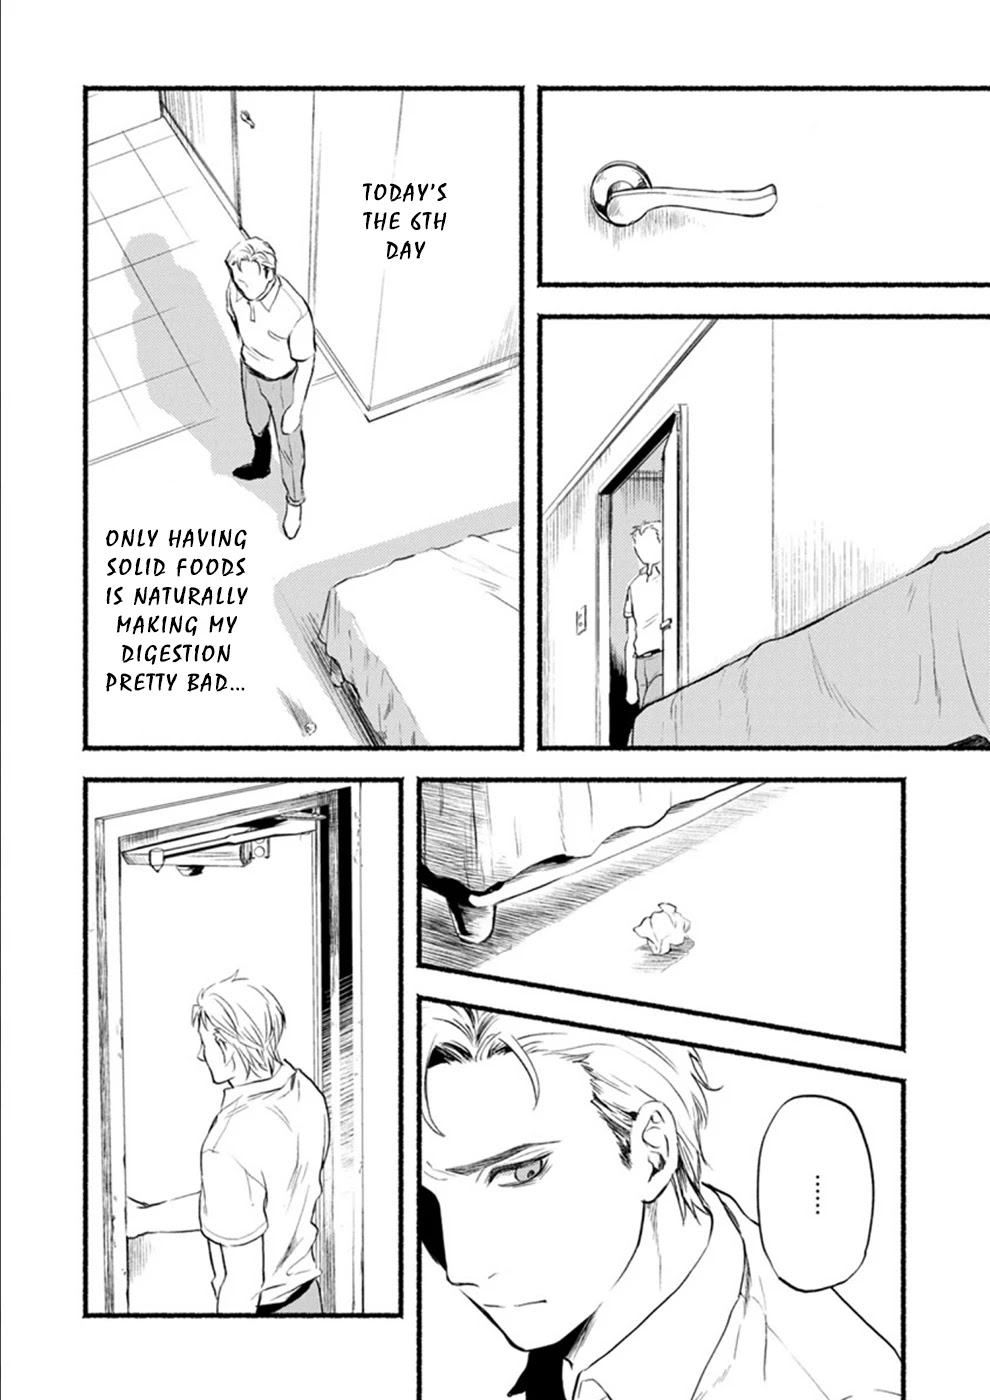 TODAY'S
THE 6TH
DAY
ONLY HAVING
SOLID FOODS
IS NATURALLY
MAKING MY
DIGESTION
PRETTY BAD...
........